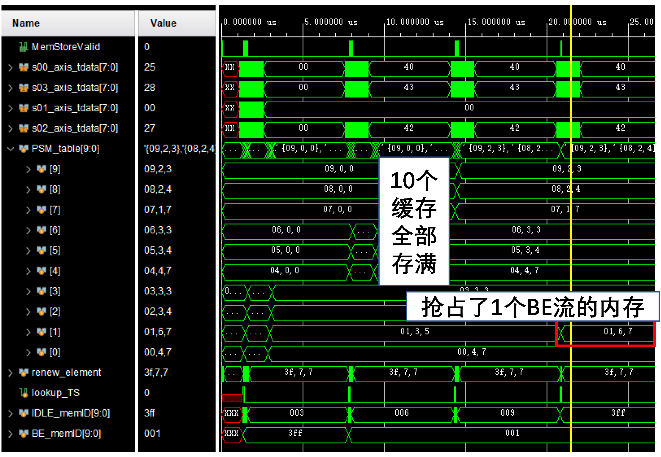 Name Value 0.000000 us 5.000000 us 10.000000 us 15.000000 us 20.000000 us 25.00
MemStoreValid 0
s00_axis_tdata[7:0] 25 XX 00 40 40 40
s03_axis_tdata[7:0] 28 XX 00 43 43 43
s01_axis_tdata[7:0] 00 XX 00
s02_axis_tdata[7:0] 27 XX 00 42 42 42
PSM_table[9:0] '{09,2,3},'{08,2,4 '{09,0,0},'... '{09,0,0},'... '{09,2,3},'{08,2... '{09,2,3},'{08,2,4}
[9] 09,2,3 09,0,0 09,2,3
[8] 08,2,4 08,0,0 08,2,4
[7] 07,1,7 07,0,0 07,1,7
[6] 06,3,3 06,0,0 ... 06,3,3
[5] 05,3,4 05,0,0 ... 05,3,4
[4] 04,4,7 04,0,0 ... 04,4,7
[3] 03,3,3 0... ...
[2] 02,3,4 ... ...
[1] 01,6,7 ... ... 01,3,5 01,6,7
[0] 00,4,7 ... ... 00,4,7
renew_element 3f,7,7 ... 3f,7,7 3f,7,7 3f,7,7 3f,7,7
lookup_TS 0
IDLE_memID[9:0] 3ff XXX 003 006 009 3ff
BE_memID[9:0] 001 XXX 3ff 001
10个
缓存
全部
存满
抢占了1个BE流的内存